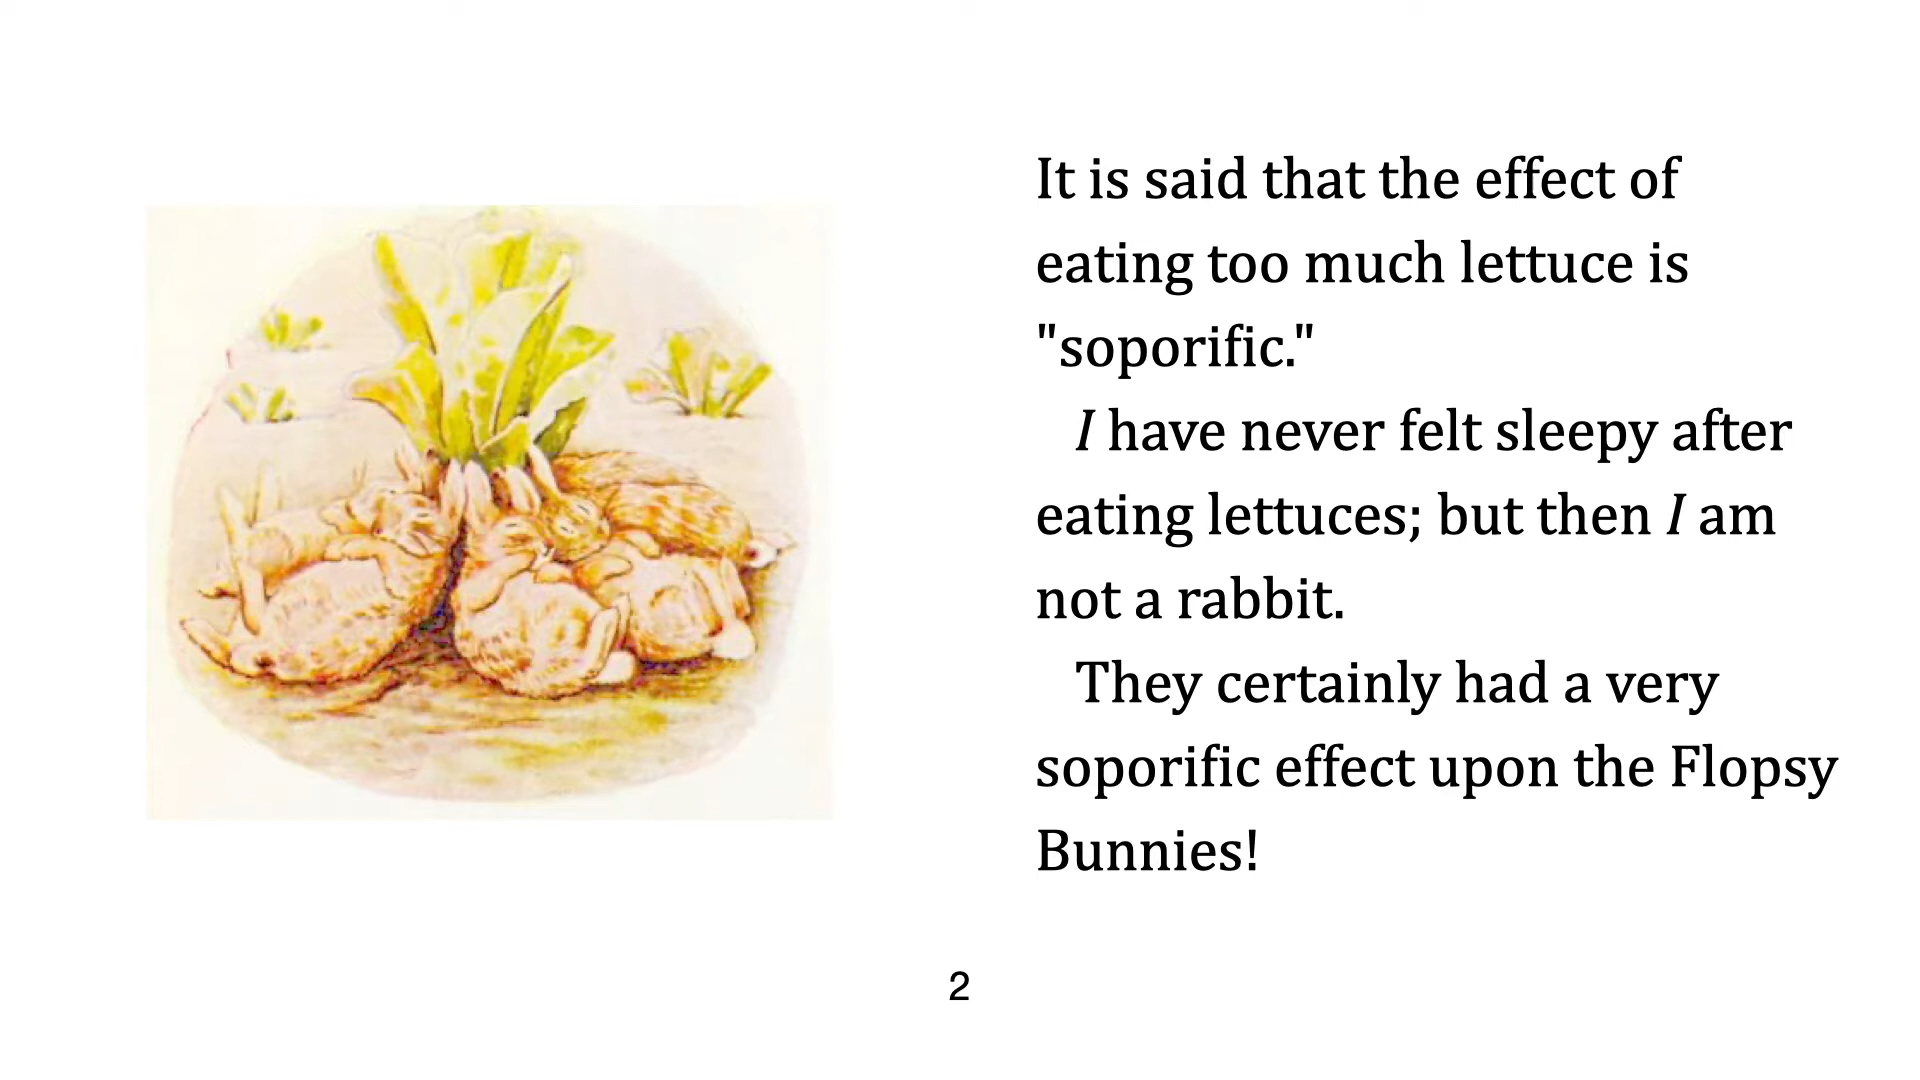 It is said that the effect of
eating too much lettuce is
"soporific."
I have never felt sleepy after
eating lettuces; but then I am
not a rabbit.
They certainly had a very
soporific effect upon the Flopsy
Bunnies!
2